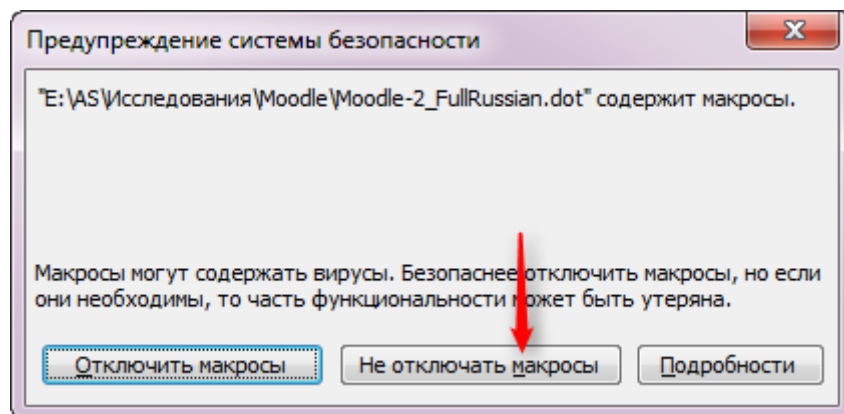 Предупреждение системы безопасности
"E:\AS\Исследования\Moodle\Moodle-2_FullRussian.dot" содержит макросы.
Макросы могут содержать вирусы. Безопаснее отключить макросы, но если
они необходимы, то часть функциональности может быть утеряна.
Отключить макросы Не отключать макросы Подробности